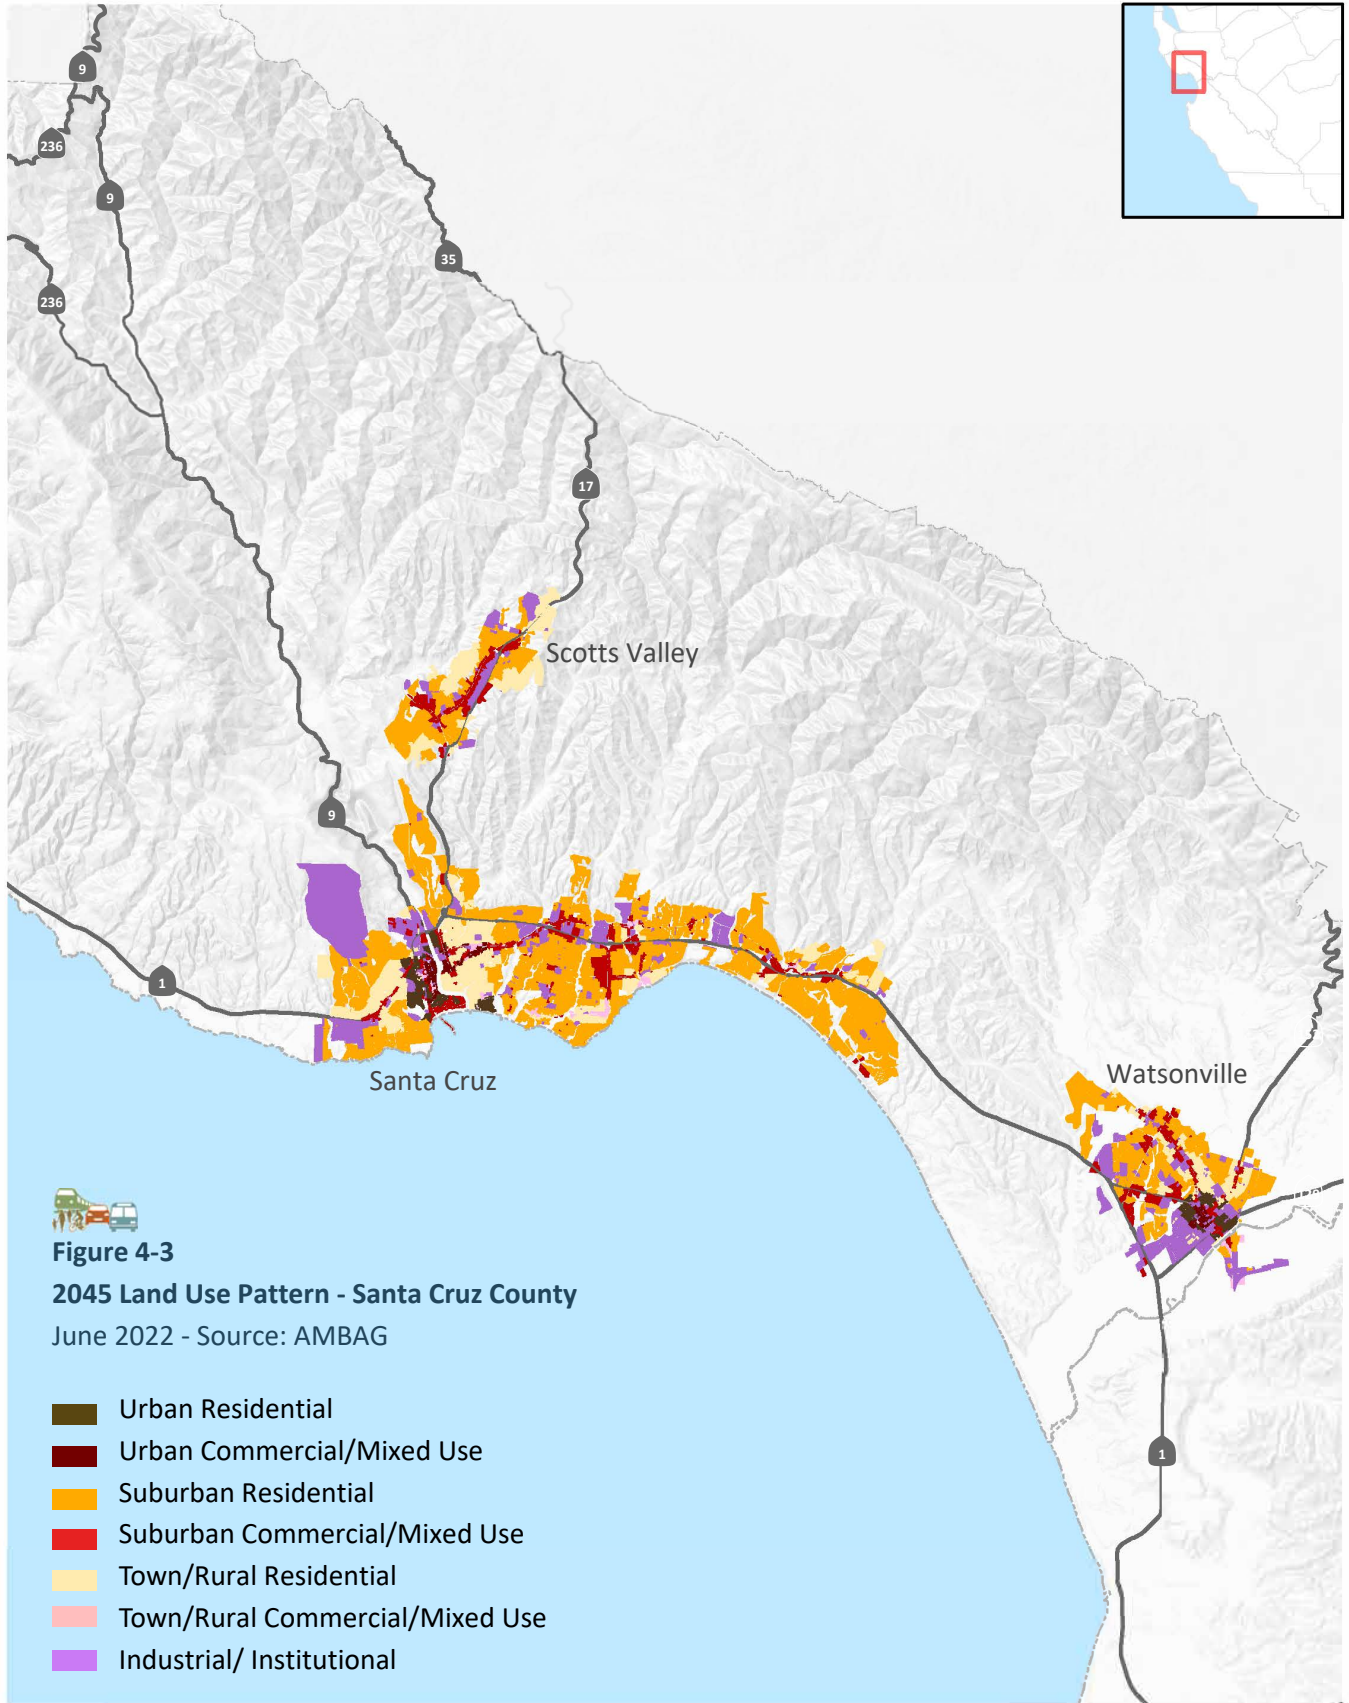 9
236
9
35
236
17
Scotts Valley
9
1
Santa Cruz
Watsonville
Figure 4-3
2045 Land Use Pattern - Santa Cruz County
June 2022 - Source: AMBAG
1
Urban Residential
Urban Commercial/Mixed Use
Suburban Residential
Suburban Commercial/Mixed Use
Town/Rural Residential
Town/Rural Commercial/Mixed Use
Industrial/ Institutional